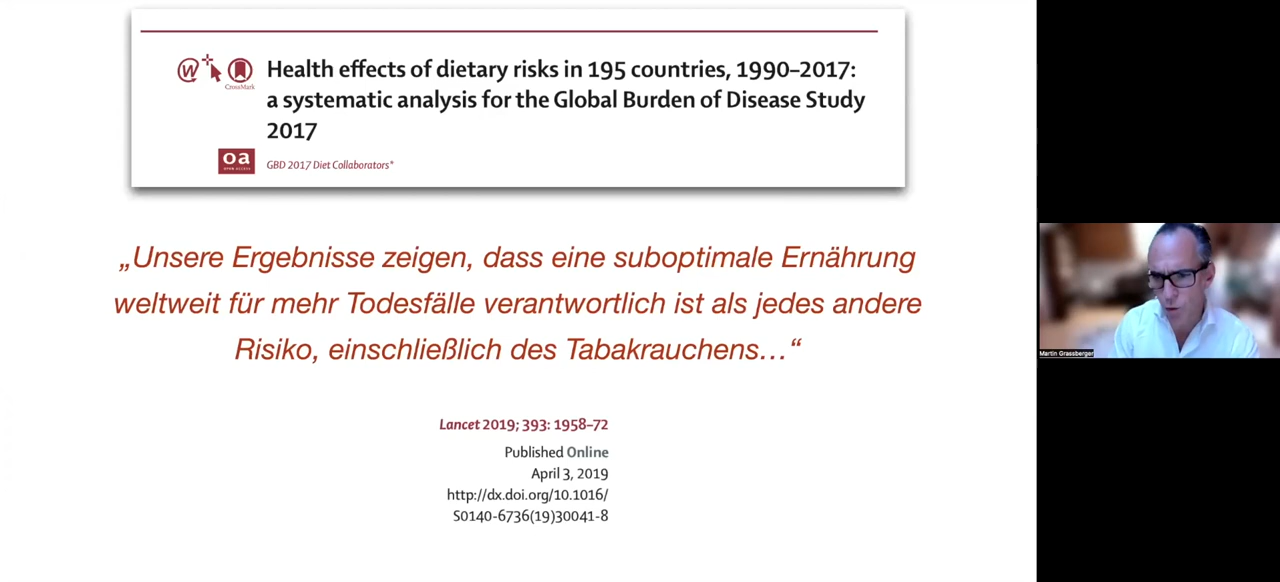 Health effects of dietary risks in 195 countries, 1990–2017:
a systematic analysis for the Global Burden of Disease Study
2017
CrossMark
oa
OPEN ACCESS
GBD 2017 Diet Collaborators*
„Unsere Ergebnisse zeigen, dass eine suboptimale Ernährung
weltweit für mehr Todesfälle verantwortlich ist als jedes andere
Risiko, einschließlich des Tabakrauchens…“
Lancet 2019; 393: 1958–72
Published Online
April 3, 2019
http://dx.doi.org/10.1016/
S0140-6736(19)30041-8
Martin Grassberger